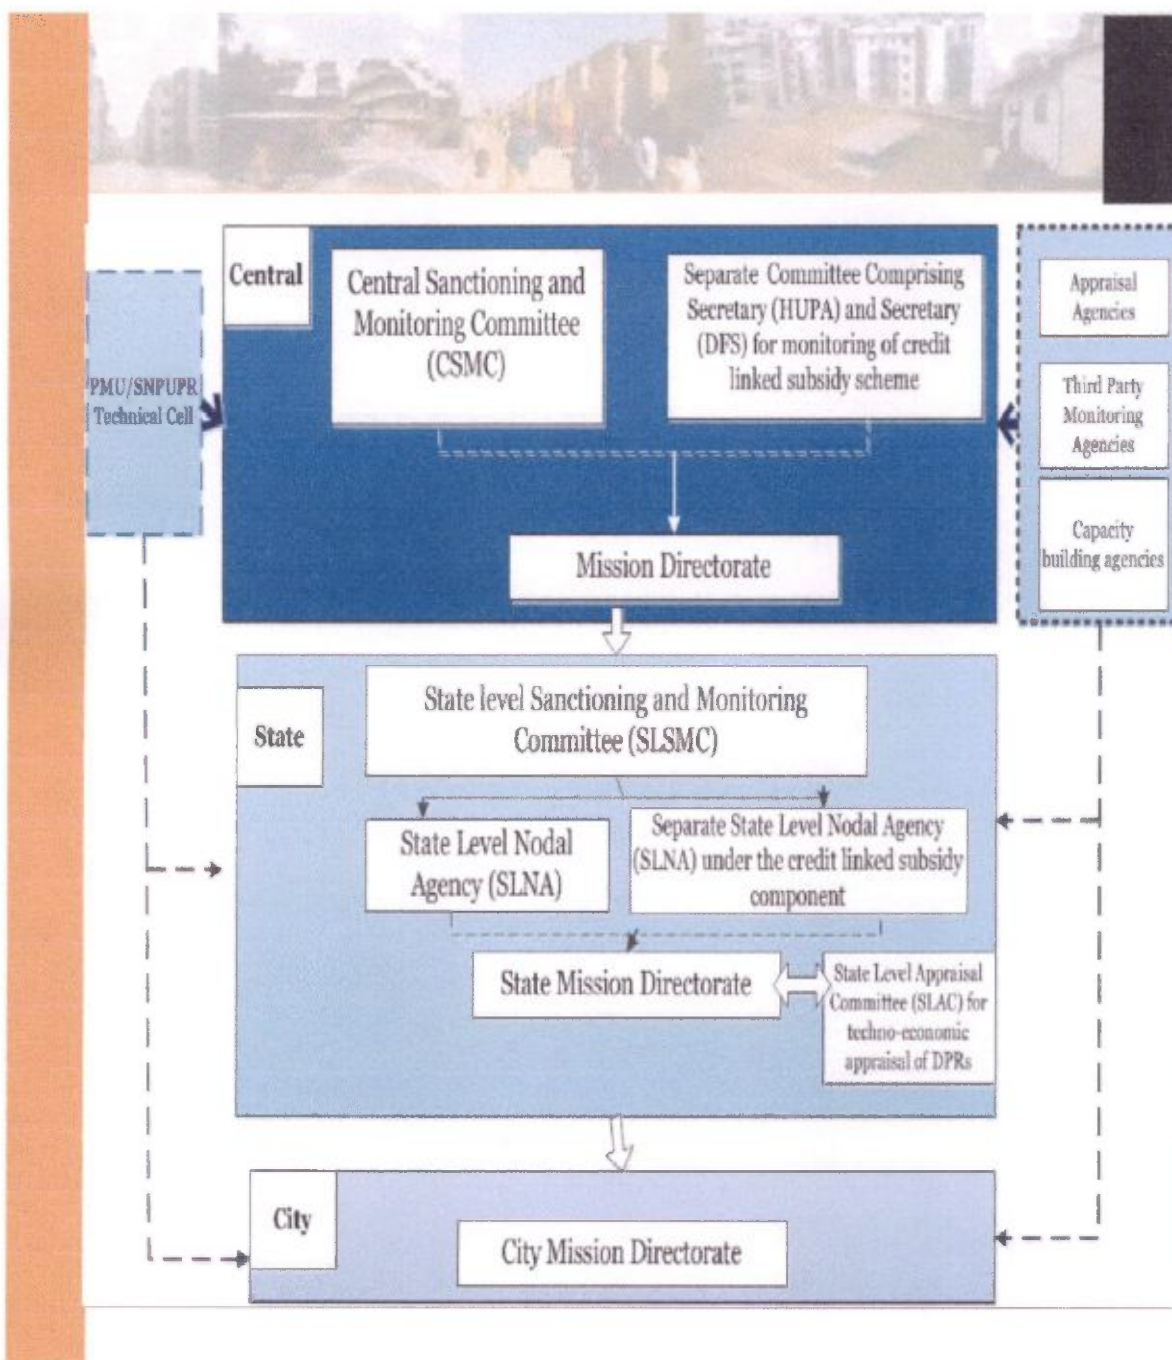 Central
Central Sanctioning and
Monitoring Committee
(CSMC)
Separate Committee Comprising
Secretary (HUPA) and Secretary
(DFS) for monitoring of credit
linked subsidy scheme
Mission Directorate
PMU/SNPUPR
Technical Cell
Appraisal
Agencies
Third Party
Monitoring
Agencies
Capacity
building agencies
State
State level Sanctioning and Monitoring
Committee (SLSMC)
State Level Nodal
Agency (SLNA)
Separate State Level Nodal Agency
(SLNA) under the credit linked subsidy
component
State Mission Directorate
State Level Appraisal
Committee (SLAC) for
techno-economic
appraisal of DPRs
City
City Mission Directorate